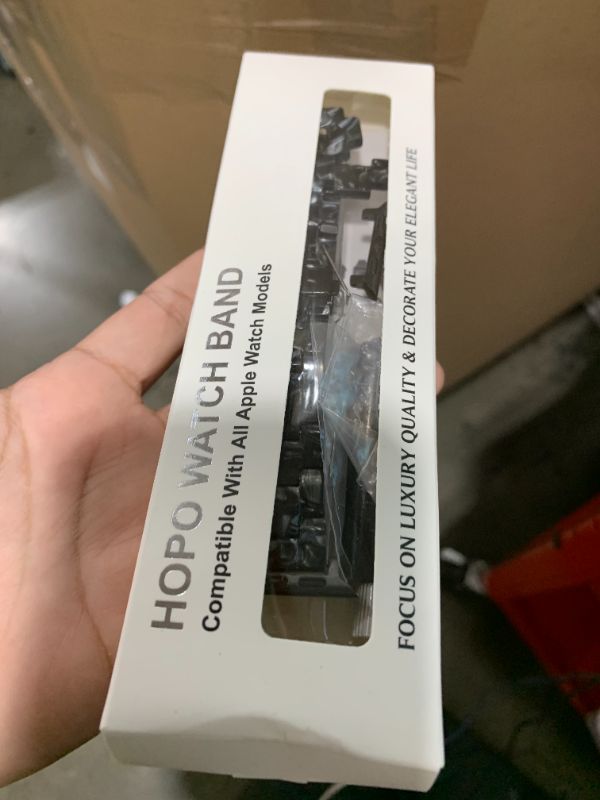 HOPO WATCH BAND
Compatible With All Apple Watch Models
FOCUS ON LUXURY QUALITY & DECORATE YOUR ELEGANT LIFE